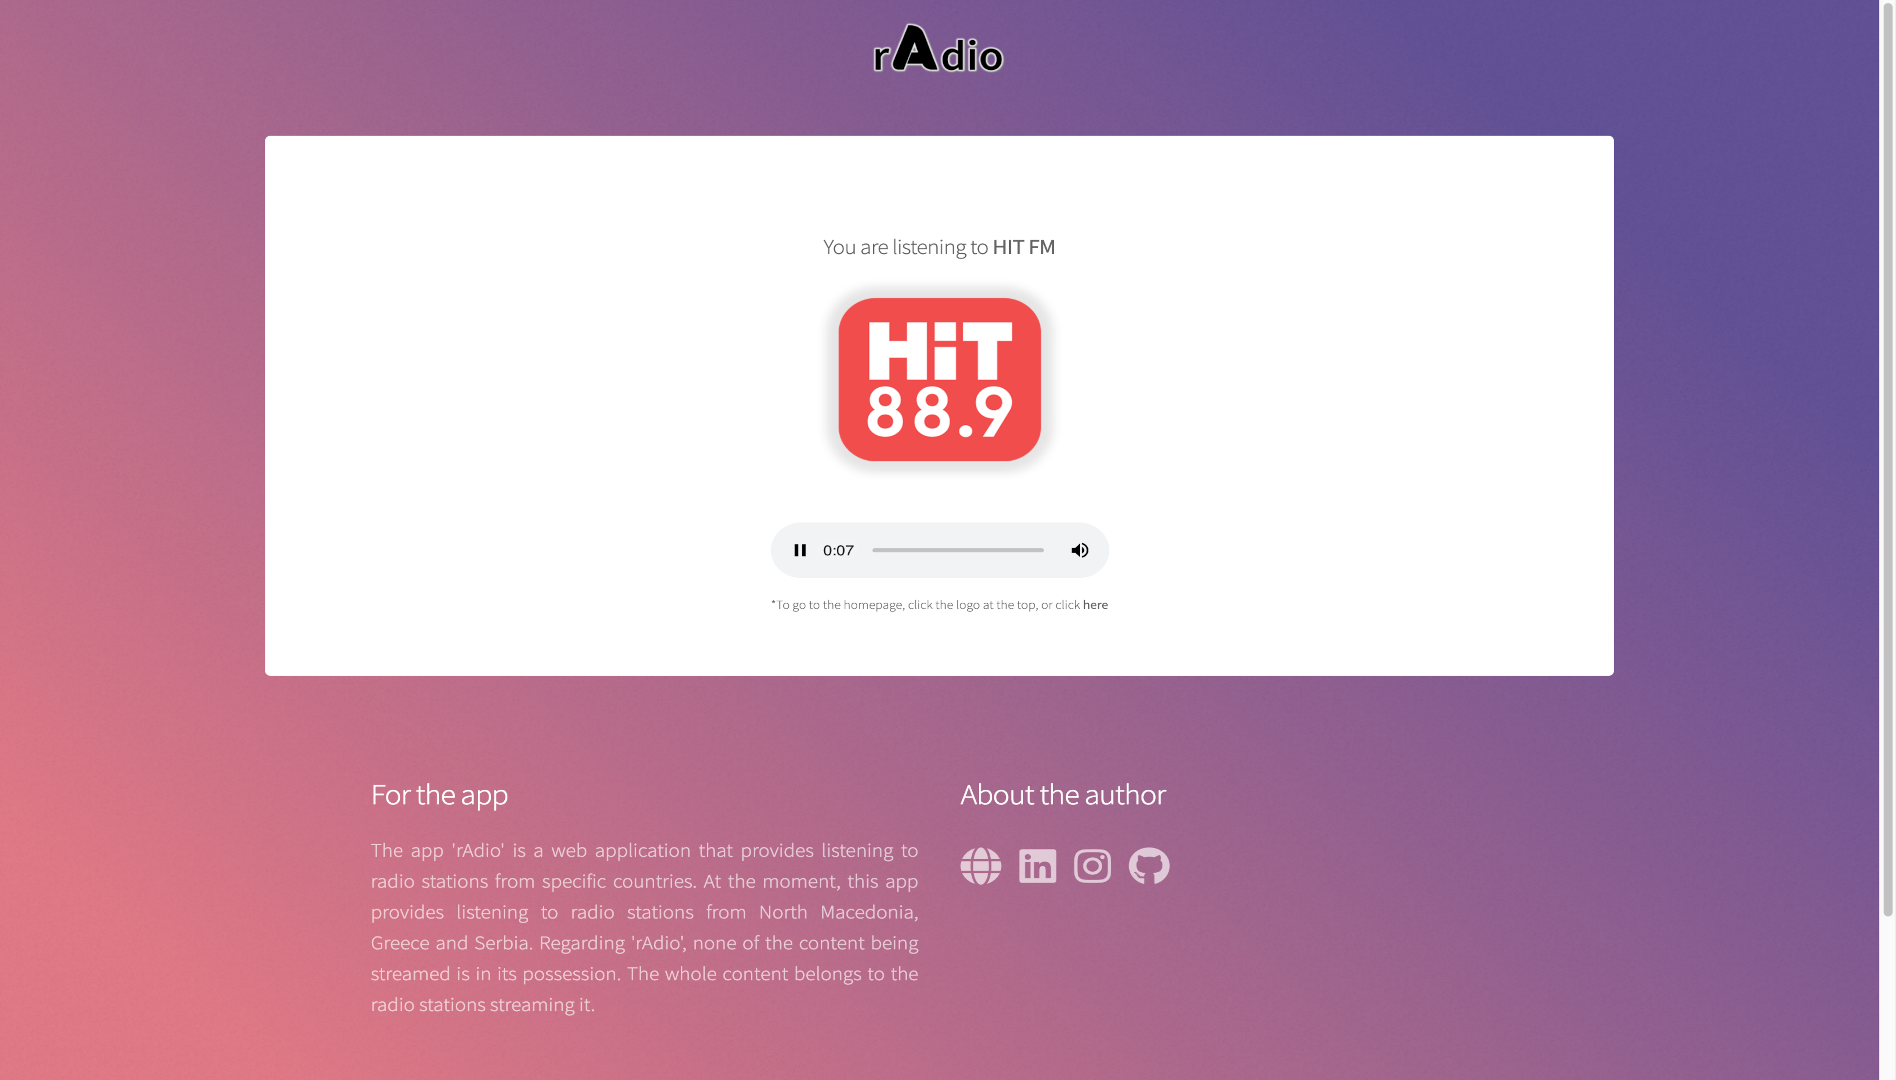 rAdio
You are listening to HIT FM
HiT
88.9
0:07
*To go to the homepage, click the logo at the top, or click here
For the app
The app 'rAdio' is a web application that provides listening to
radio stations from specific countries. At the moment, this app
provides listening to radio stations from North Macedonia,
Greece and Serbia. Regarding 'rAdio', none of the content being
streamed is in its possession. The whole content belongs to the
radio stations streaming it.
About the author
in